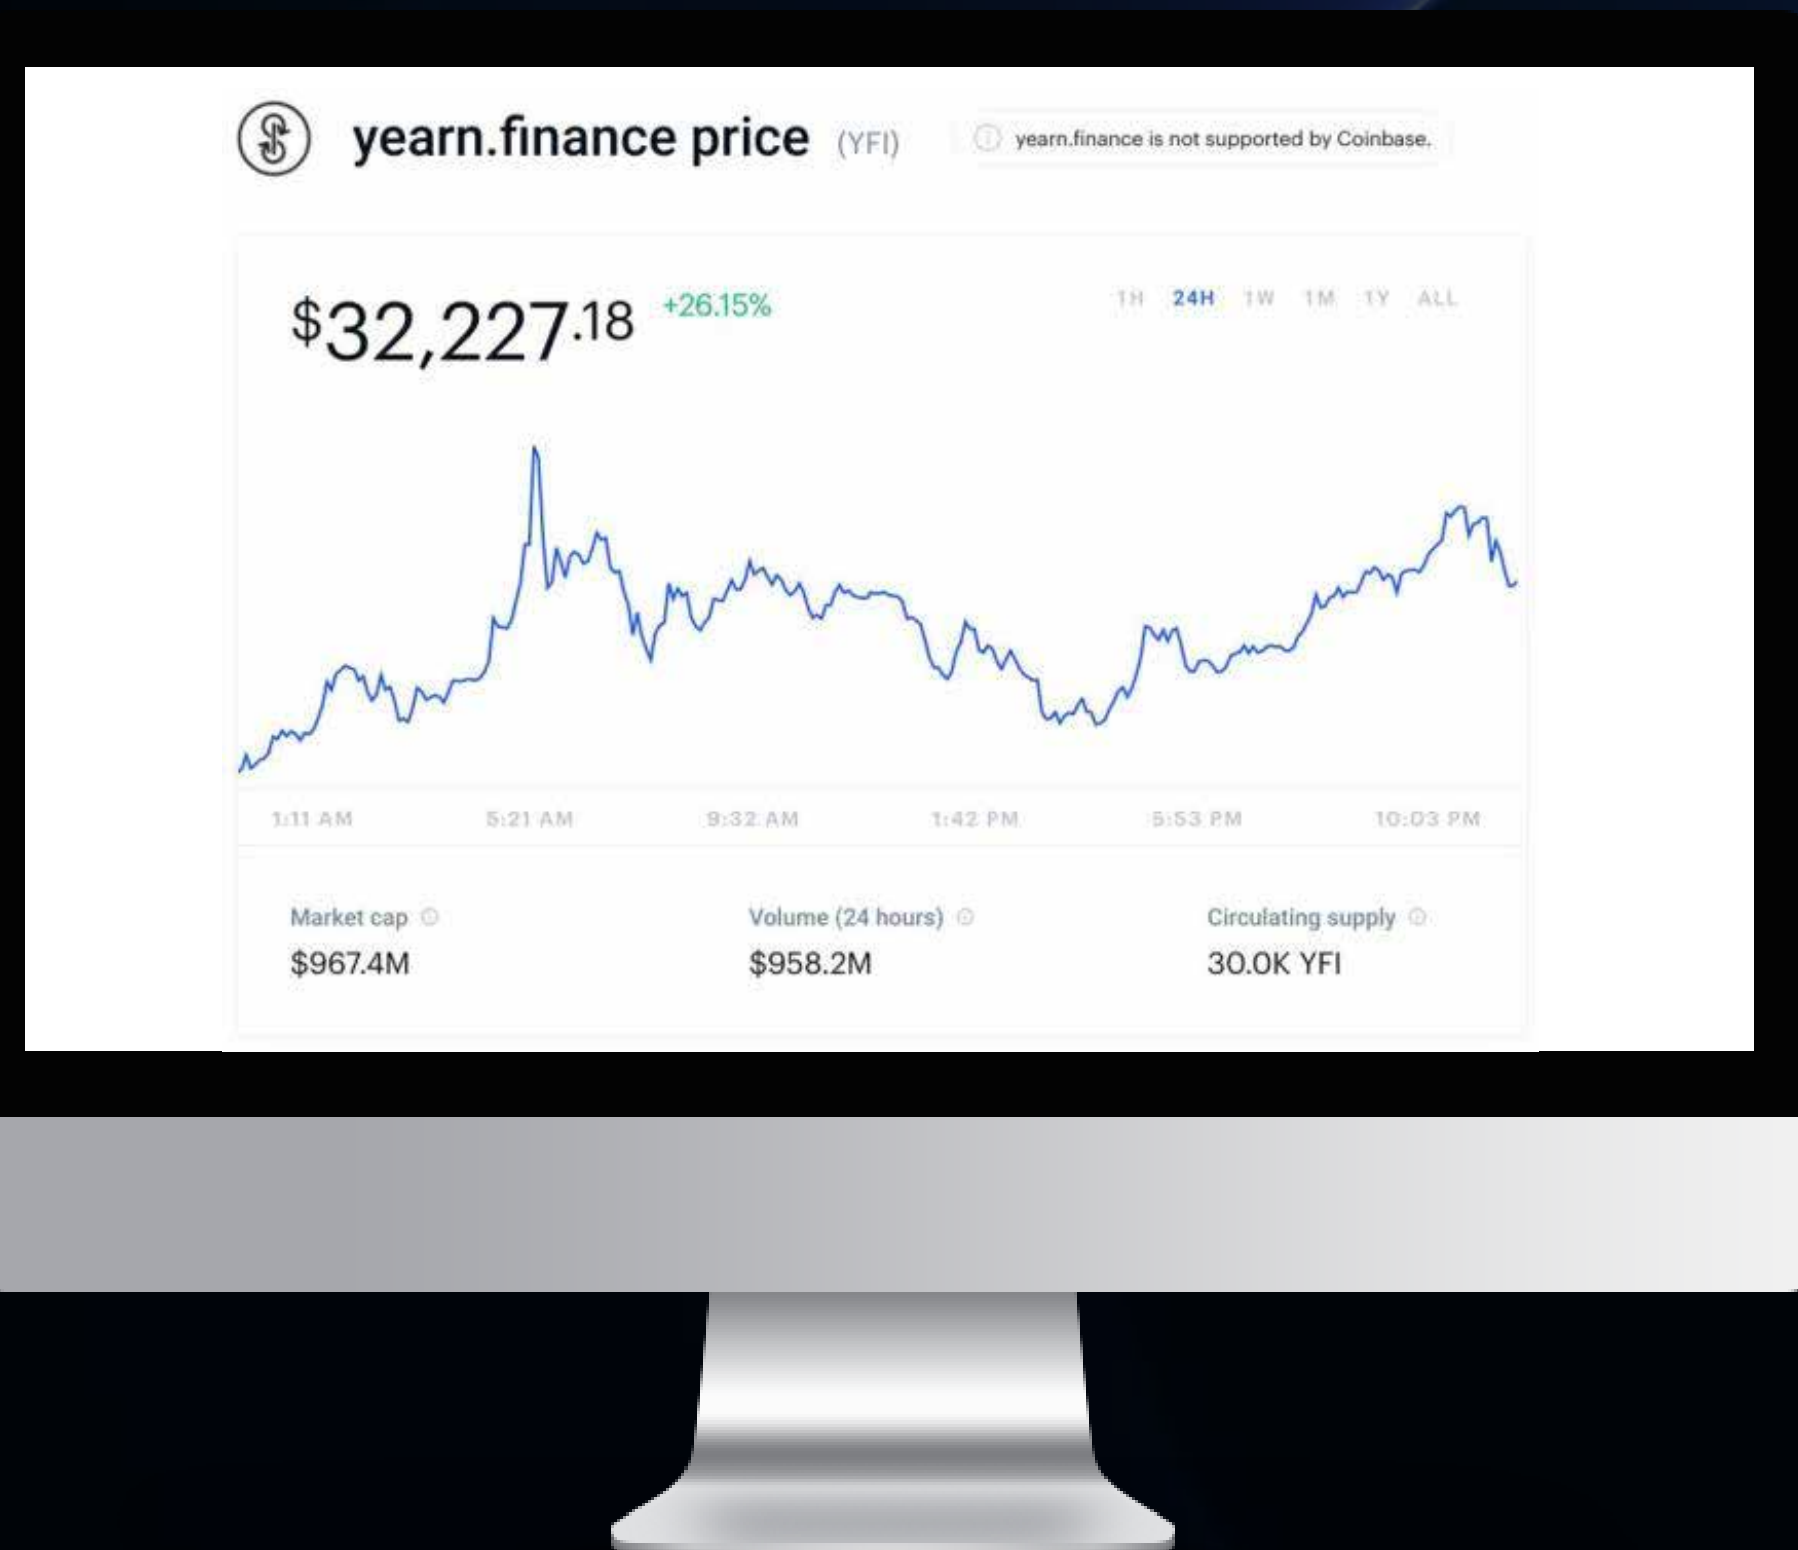 yearn.finance price (YFI)
yearn.finance is not supported by Coinbase.
$32,227.18 +26.15%
1H 24H 1W 1M 1Y ALL
1:11 AM 5:21 AM 9:32 AM 1:42 PM 5:53 PM 10:03 PM
Market cap Volume (24 hours) Circulating supply
$967.4M $958.2M 30.0K YFI